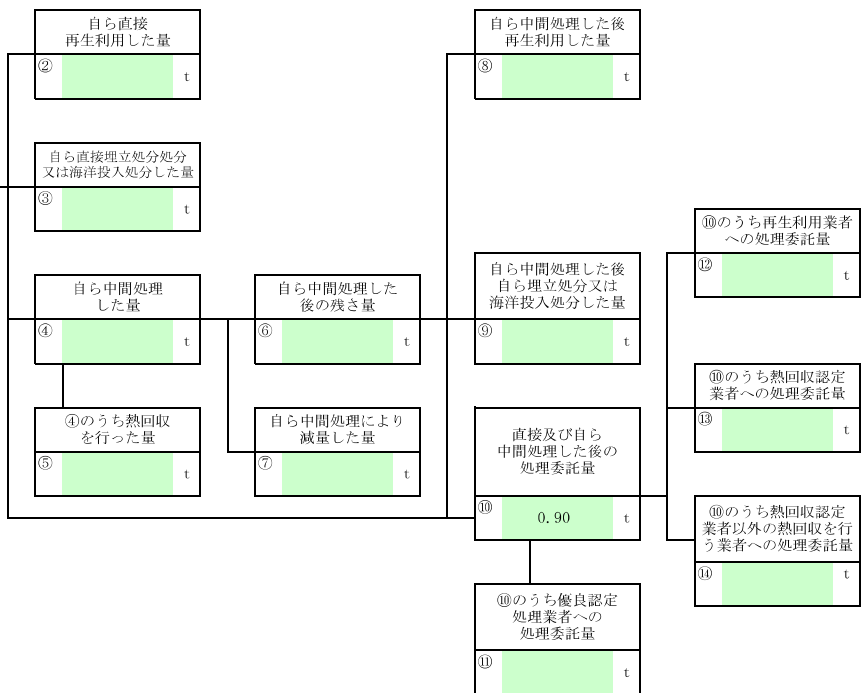 自ら直接
再生利用した量
②
t
自ら中間処理した後
再生利用した量
⑧
t
自ら直接埋立処分処分
又は海洋投入処分した量
③
t
⑩のうち再生利用業者
への処理委託量
⑫
t
自ら中間処理
した量
④
t
自ら中間処理した
後の残さ量
⑥
t
自ら中間処理した後
自ら埋立処分又は
海洋投入処分した量
⑨
t
⑩のうち熱回収認定
業者への処理委託量
⑬
t
④のうち熱回収
を行った量
⑤
t
自ら中間処理により
減量した量
⑦
t
直接及び自ら
中間処理した後の
処理委託量
⑩
0.90 t
⑩のうち熱回収認定
業者以外の熱回収を行
う業者への処理委託量
⑭
t
⑩のうち優良認定
処理業者への
処理委託量
⑪
t